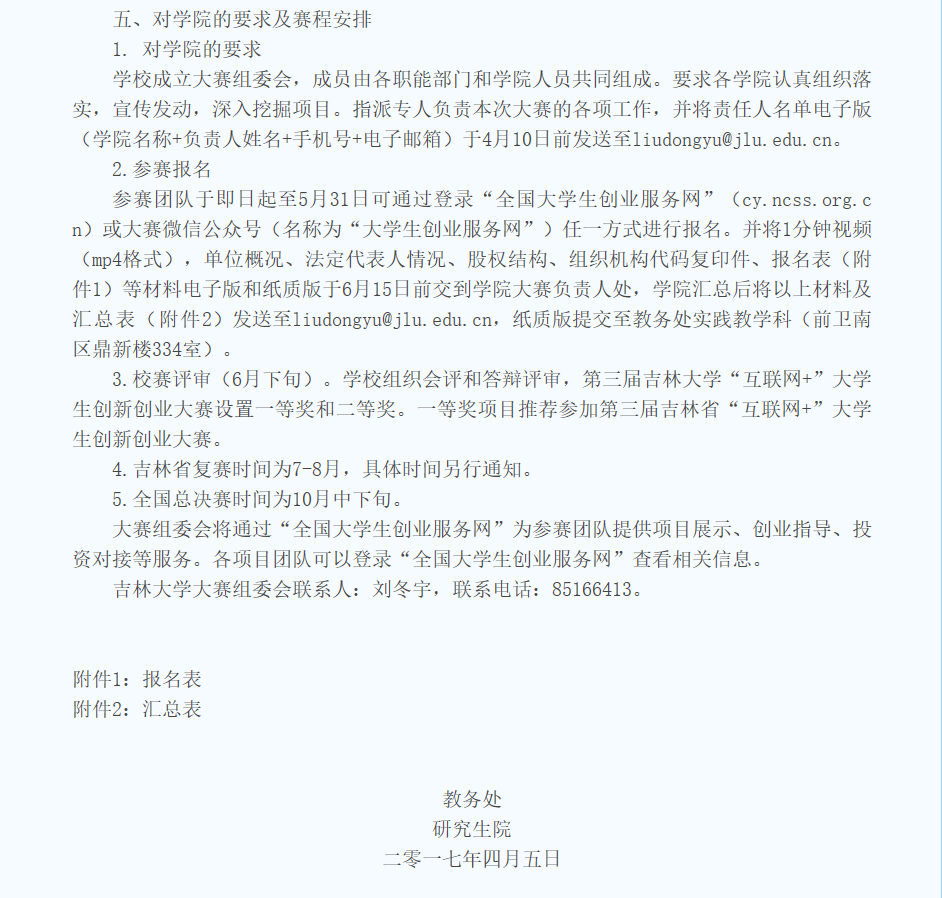 五、对学院的要求及赛程安排
1. 对学院的要求
学校成立大赛组委会，成员由各职能部门和学院人员共同组成。要求各学院认真组织落
实，宣传发动，深入挖掘项目。指派专人负责本次大赛的各项工作，并将责任人名单电子版
（学院名称+负责人姓名+手机号+电子邮箱）于4月10日前发送至liudongyu@jlu.edu.cn。
2.参赛报名
参赛团队于即日起至5月31日可通过登录“全国大学生创业服务网”（cy.ncss.org.c
n）或大赛微信公众号（名称为“大学生创业服务网”）任一方式进行报名。并将1分钟视频
（mp4格式），单位概况、法定代表人情况、股权结构、组织机构代码复印件、报名表（附
件1）等材料电子版和纸质版于6月15日前交到学院大赛负责人处，学院汇总后将以上材料及
汇总表（附件2）发送至liudongyu@jlu.edu.cn，纸质版提交至教务处实践教学科（前卫南
区鼎新楼334室）。
3.校赛评审（6月下旬）。学校组织会评和答辩评审，第三届吉林大学“互联网+”大学
生创新创业大赛设置一等奖和二等奖。一等奖项目推荐参加第三届吉林省“互联网+”大学
生创新创业大赛。
4.吉林省复赛时间为7-8月，具体时间另行通知。
5.全国总决赛时间为10月中下旬。
大赛组委会将通过“全国大学生创业服务网”为参赛团队提供项目展示、创业指导、投
资对接等服务。各项目团队可以登录“全国大学生创业服务网”查看相关信息。
吉林大学大赛组委会联系人：刘冬宇，联系电话：85166413。
附件1：报名表
附件2：汇总表
教务处
研究生院
二零一七年四月五日